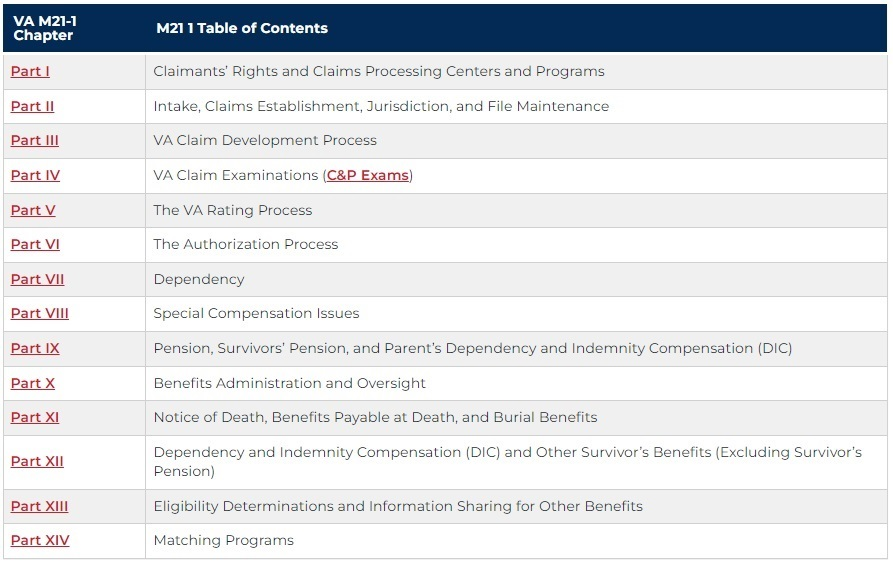 VA M21-1
Chapter
M21 1 Table of Contents
Part I
Claimants’ Rights and Claims Processing Centers and Programs
Part II
Intake, Claims Establishment, Jurisdiction, and File Maintenance
Part III
VA Claim Development Process
Part IV
VA Claim Examinations (C&P Exams)
Part V
The VA Rating Process
Part VI
The Authorization Process
Part VII
Dependency
Part VIII
Special Compensation Issues
Part IX
Pension, Survivors’ Pension, and Parent’s Dependency and Indemnity Compensation (DIC)
Part X
Benefits Administration and Oversight
Part XI
Notice of Death, Benefits Payable at Death, and Burial Benefits
Part XII
Dependency and Indemnity Compensation (DIC) and Other Survivor’s Benefits (Excluding Survivor’s
Pension)
Part XIII
Eligibility Determinations and Information Sharing for Other Benefits
Part XIV
Matching Programs